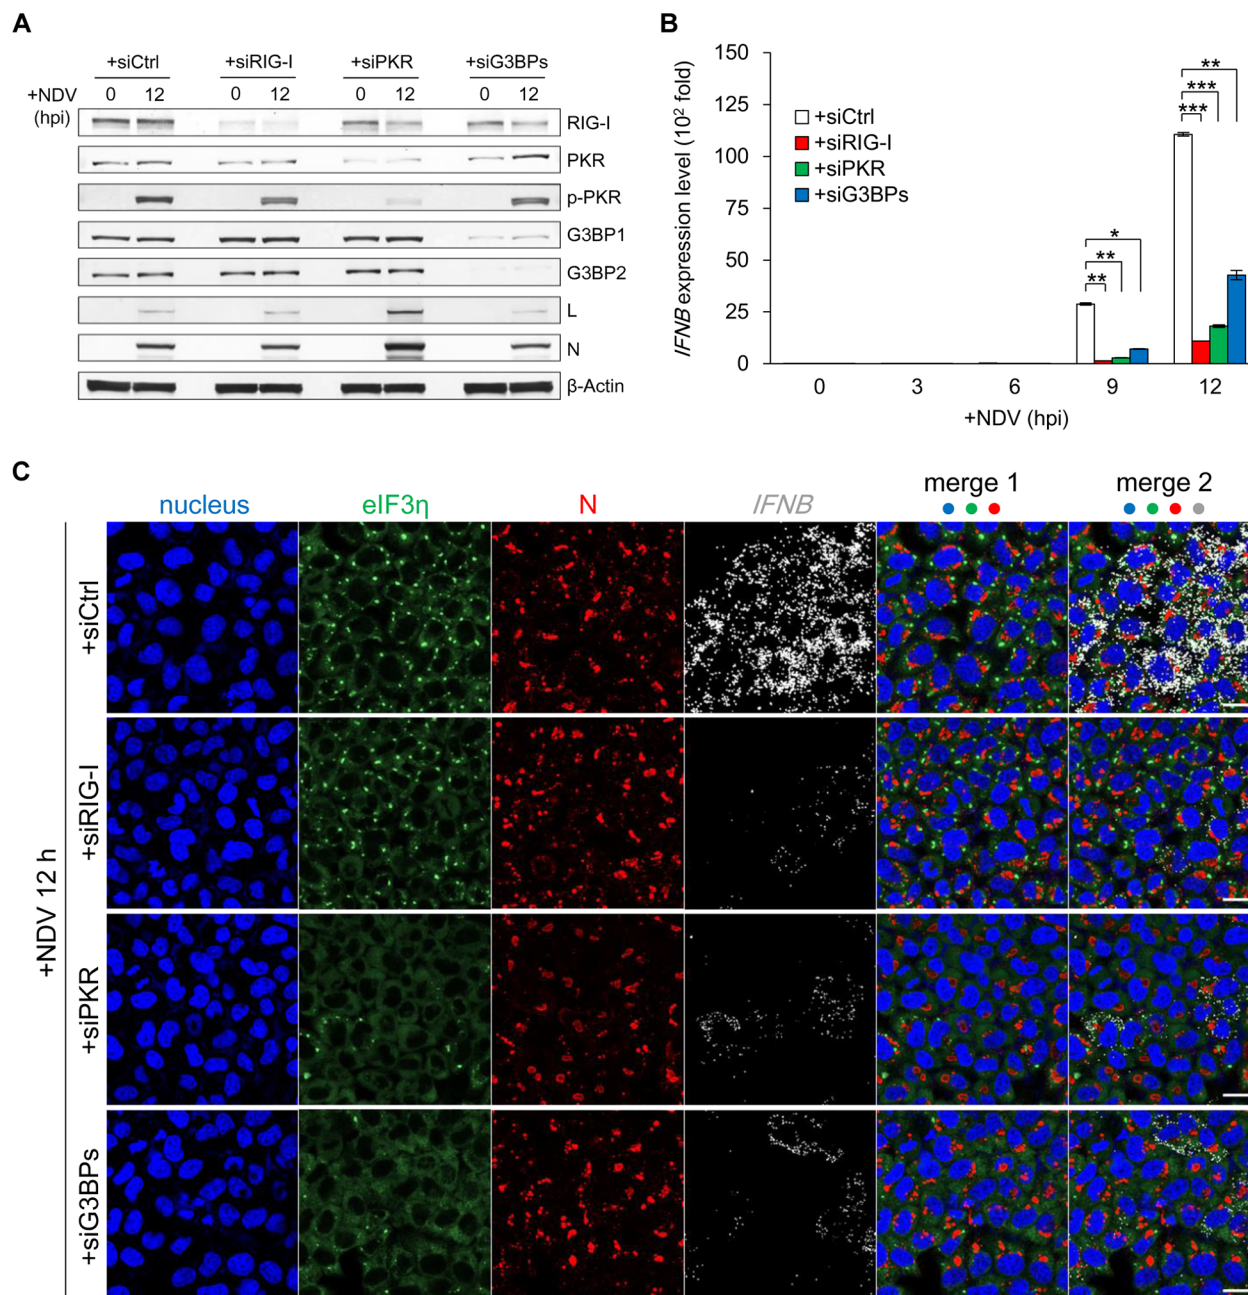 A
+siCtrl +siRIG-I +siPKR +siG3BPs
+NDV (hpi) 0 12 0 12 0 12 0 12
RIG-I
PKR
p-PKR
G3BP1
G3BP2
L
N
β-Actin
B
IFNB expression level (10² fold)
150
125
100
75
50
25
0
+siCtrl
+siRIG-I
+siPKR
+siG3BPs
*
**
**
**
***
***
0 3 6 9 12
+NDV (hpi)
C
nucleus eIF3η N IFNB merge 1 merge 2
+NDV 12 h
+siCtrl
+siRIG-I
+siPKR
+siG3BPs